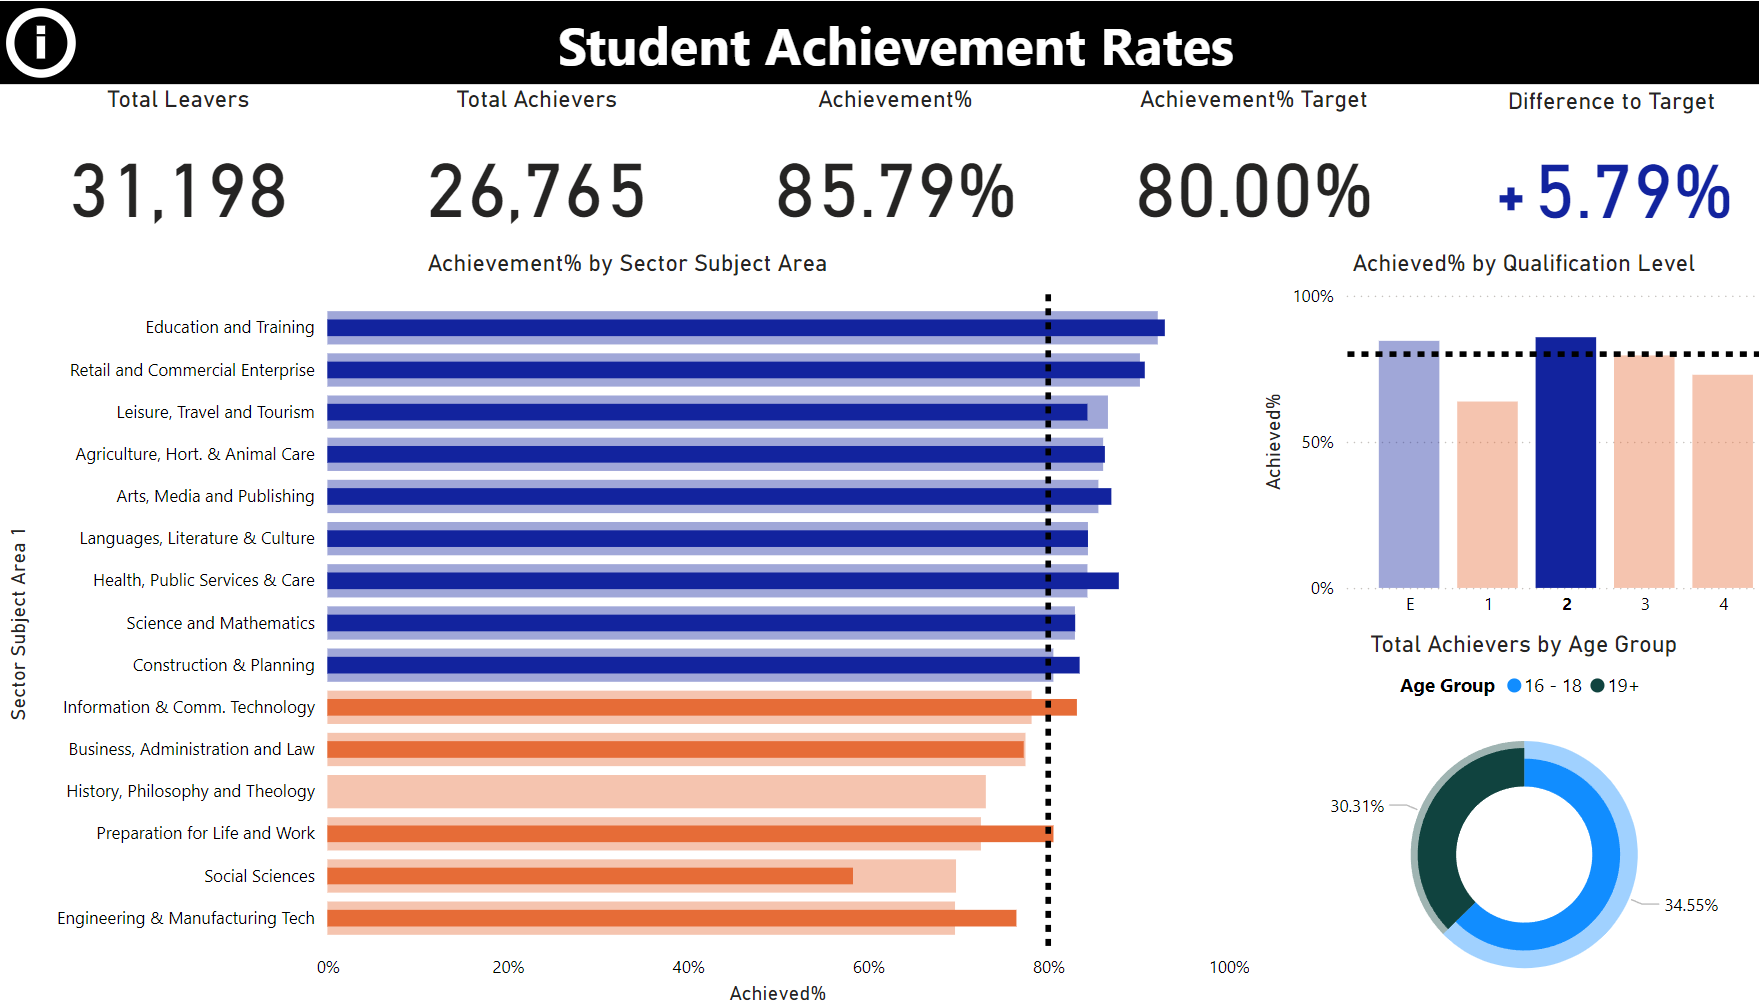 i
Student Achievement Rates
Total Leavers
31,198
Total Achievers
26,765
Achievement%
85.79%
Achievement% Target
80.00%
Difference to Target
+ 5.79%
Achievement% by Sector Subject Area
Sector Subject Area 1
Education and Training
Retail and Commercial Enterprise
Leisure, Travel and Tourism
Agriculture, Hort. & Animal Care
Arts, Media and Publishing
Languages, Literature & Culture
Health, Public Services & Care
Science and Mathematics
Construction & Planning
Information & Comm. Technology
Business, Administration and Law
History, Philosophy and Theology
Preparation for Life and Work
Social Sciences
Engineering & Manufacturing Tech
0% 20% 40% 60% 80% 100%
Achieved%
Achieved% by Qualification Level
Achieved%
100%
50%
0%
E 1 2 3 4
Total Achievers by Age Group
Age Group 16 - 18 19+
30.31%
34.55%